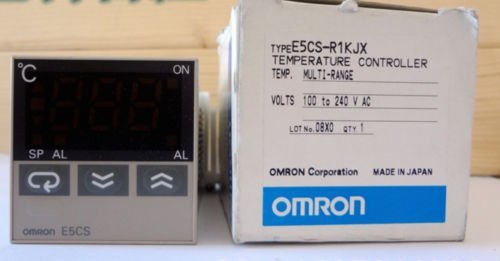 °C
ON
SP AL
AL
OMRON E5CS
TYPE E5CS-R1KJX
TEMPERATURE CONTROLLER
TEMP. MULTI-RANGE
VOLTS 100 to 240 V AC
LOT No. 08X0 QTY. 1
OMRON Corporation MADE IN JAPAN
OMRON